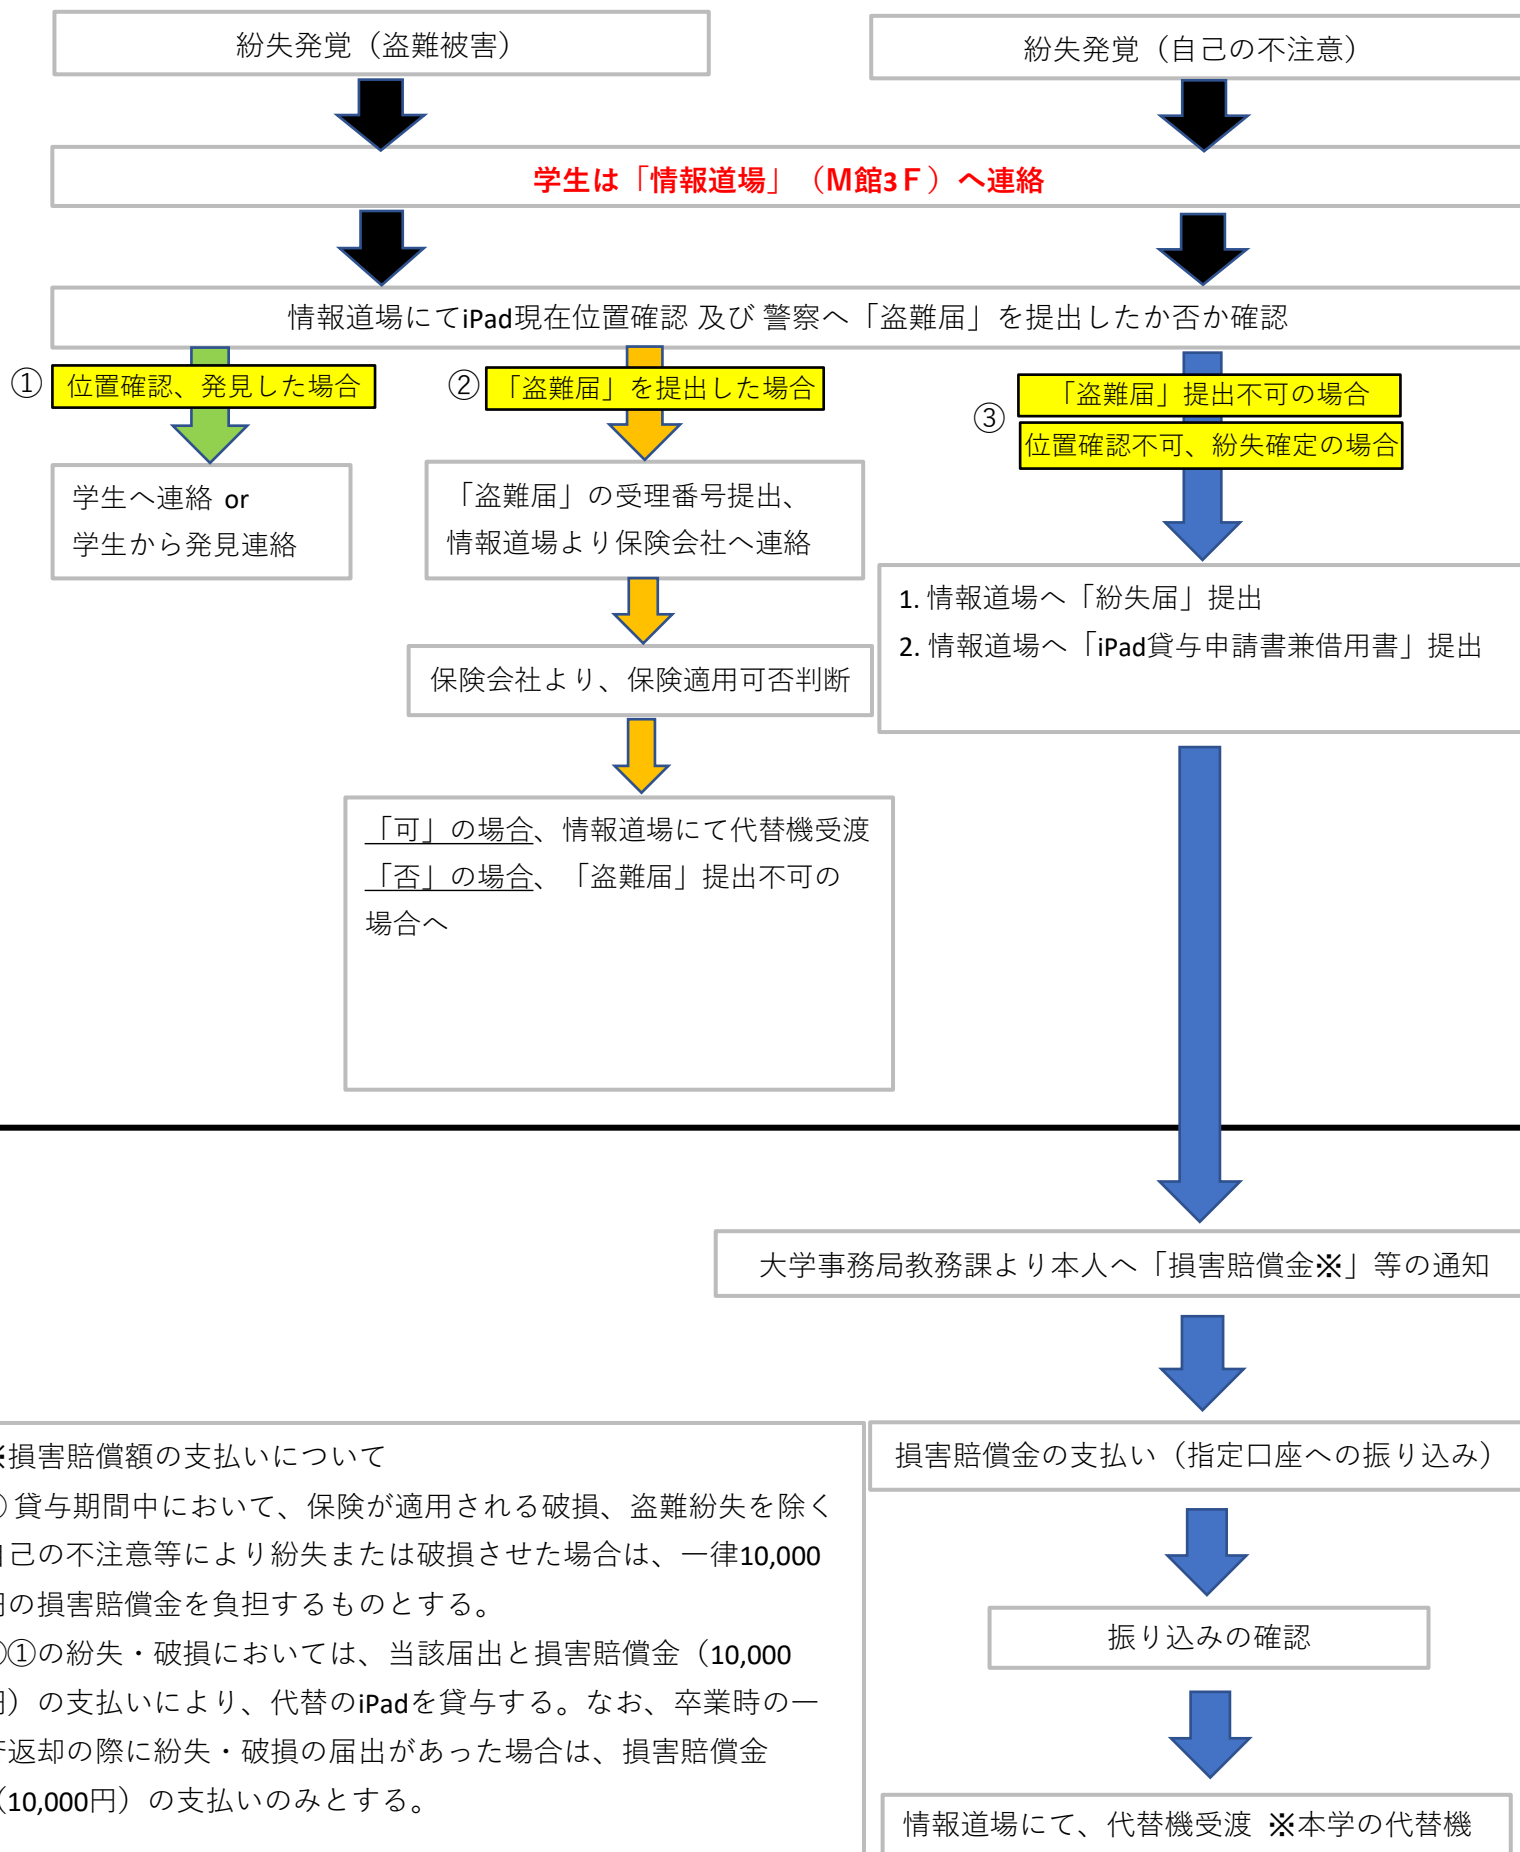 紛失発覚（盗難被害）
紛失発覚（自己の不注意）
学生は「情報道場」（M館3Ｆ）へ連絡
情報道場にてiPad現在位置確認 及び 警察へ「盗難届」を提出したか否か確認
①
位置確認、発見した場合
②
「盗難届」を提出した場合
③
「盗難届」提出不可の場合
位置確認不可、紛失確定の場合
学生へ連絡 or
学生から発見連絡
「盗難届」の受理番号提出、
情報道場より保険会社へ連絡
1. 情報道場へ「紛失届」提出
2. 情報道場へ「iPad貸与申請書兼借用書」提出
保険会社より、保険適用可否判断
「可」の場合、情報道場にて代替機受渡
「否」の場合、「盗難届」提出不可の
場合へ
大学事務局教務課より本人へ「損害賠償金※」等の通知
損害賠償金の支払い（指定口座への振り込み）
振り込みの確認
情報道場にて、代替機受渡 ※本学の代替機
※損害賠償額の支払いについて
貸与期間中において、保険が適用される破損、盗難紛失を除く
己の不注意等により紛失または破損させた場合は、一律10,000
の損害賠償金を負担するものとする。
①の紛失・破損においては、当該届出と損害賠償金（10,000
）の支払いにより、代替のiPadを貸与する。なお、卒業時の一
返却の際に紛失・破損の届出があった場合は、損害賠償金
（10,000円）の支払いのみとする。